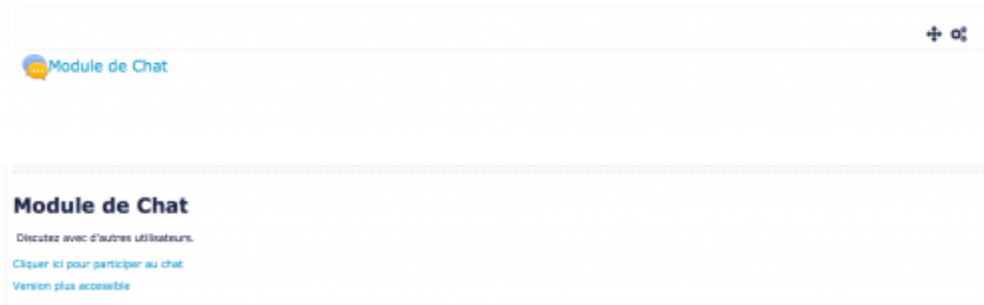 Module de Chat
Module de Chat
Discutez avec d'autres utilisateurs.
Cliquer ici pour participer au chat
Version plus accessible